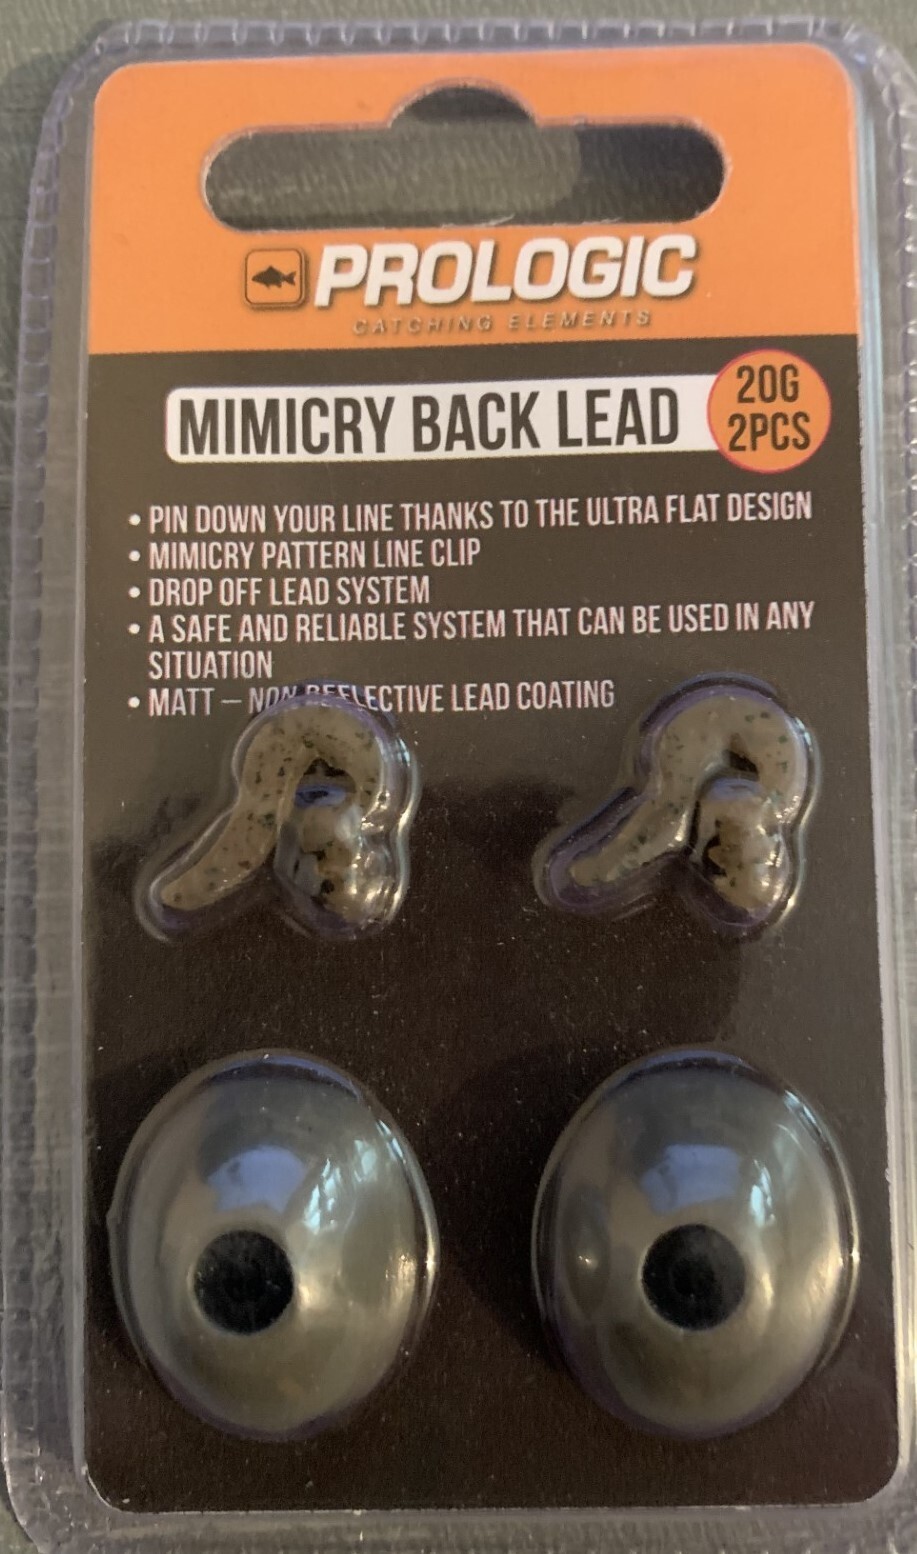 PROLOGIC
CATCHING ELEMENTS
MIMICRY BACK LEAD
20G
2PCS
• PIN DOWN YOUR LINE THANKS TO THE ULTRA FLAT DESIGN
• MIMICRY PATTERN LINE CLIP
• DROP OFF LEAD SYSTEM
• A SAFE AND RELIABLE SYSTEM THAT CAN BE USED IN ANY
SITUATION
• MATT – NON REFLECTIVE LEAD COATING